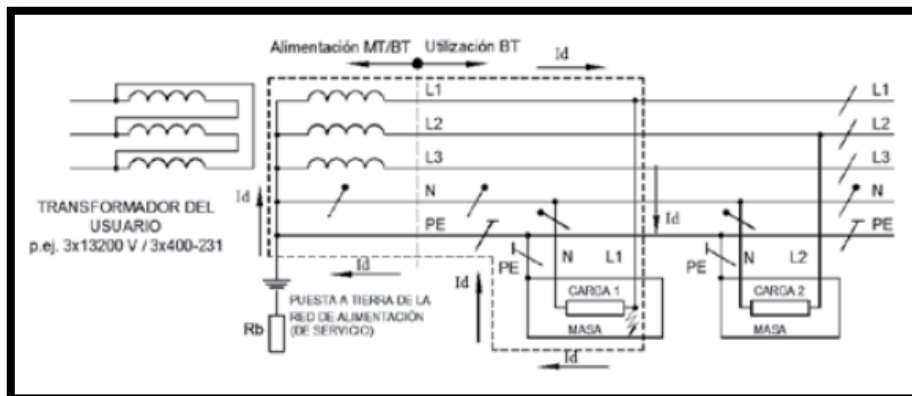 Alimentación MT/BT Utilización BT
Id
L1 L1
L2 L2
L3 L3
Id
N N
Id
TRANSFORMADOR DEL
USUARIO
p.ej. 3x13200 V / 3x400-231
PE PE
PE N L1 PE N L2
Id
Id
CARGA 1 CARGA 2
PUESTA A TIERRA DE LA
RED DE ALIMENTACIÓN
(DE SERVICIO)
Rb
MASA MASA
Id